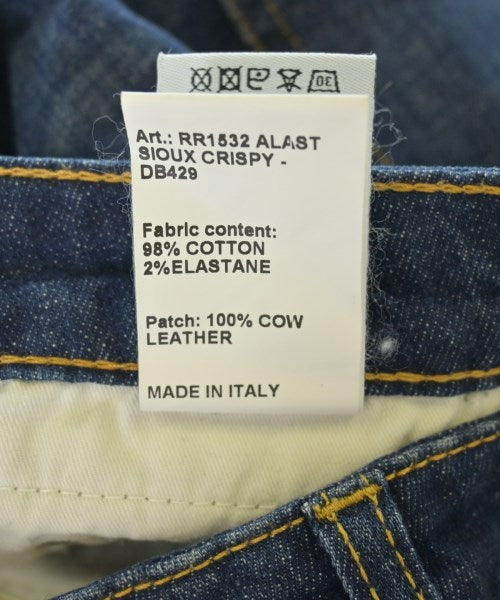 30
Art.: RR1532 ALAST
SIOUX CRISPY -
DB429
Fabric content:
98% COTTON
2%ELASTANE
Patch: 100% COW
LEATHER
MADE IN ITALY